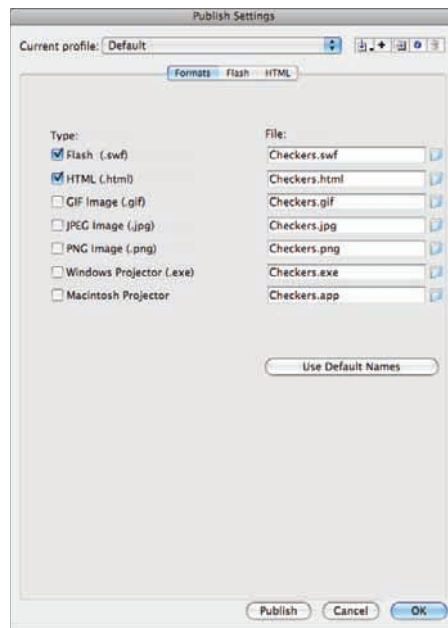 Publish Settings
Current profile: Default
Formats Flash HTML
Type: File:
Flash (.swf) Checkers.swf
HTML (.html) Checkers.html
GIF Image (.gif) Checkers.gif
JPEG Image (.jpg) Checkers.jpg
PNG Image (.png) Checkers.png
Windows Projector (.exe) Checkers.exe
Macintosh Projector Checkers.app
Use Default Names
Publish Cancel OK